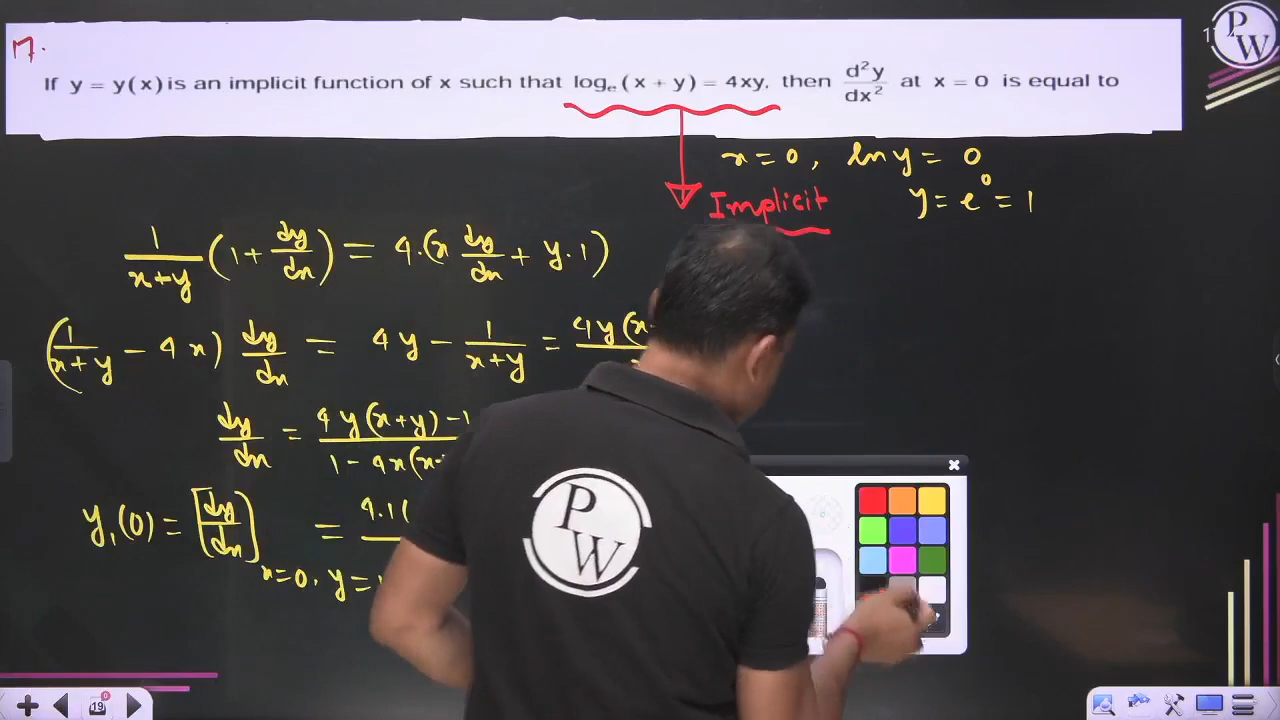 17.
If y = y(x) is an implicit function of x such that logₑ(x + y) = 4xy, then d²y/dx² at x = 0 is equal to
x = 0, ln y = 0
y = e⁰ = 1
Implicit
1/(x+y) (1 + dy/dx) = 4·(x dy/dx + y·1)
(1/(x+y) − 4x) dy/dx = 4y − 1/(x+y) = 4y(x
dy/dx = 4y(x+y) − 1 / 1 − 4x(x
y₁(0) = [dy/dx] = 4·1(
x=0, y=
PW
PW
19